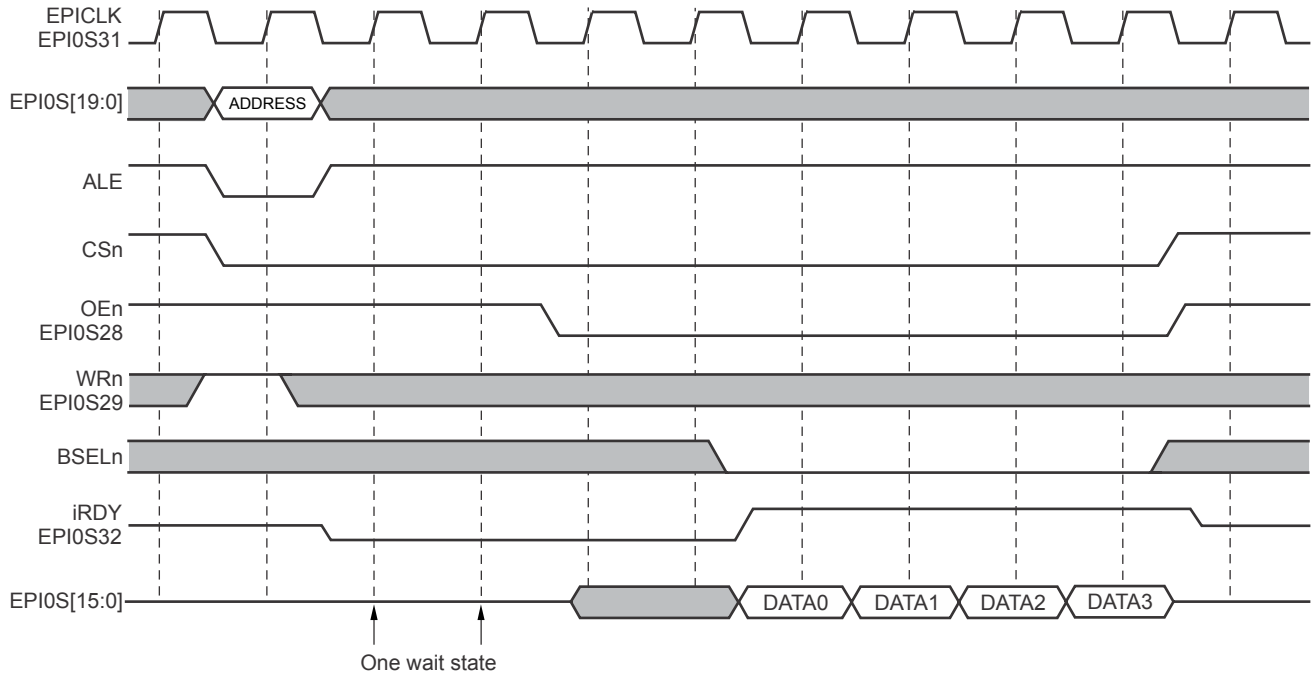 EPICLK
EPI0S31
EPI0S[19:0]
ADDRESS
ALE
CSn
OEn
EPI0S28
WRn
EPI0S29
BSELn
iRDY
EPI0S32
EPI0S[15:0]
DATA0 DATA1 DATA2 DATA3
One wait state